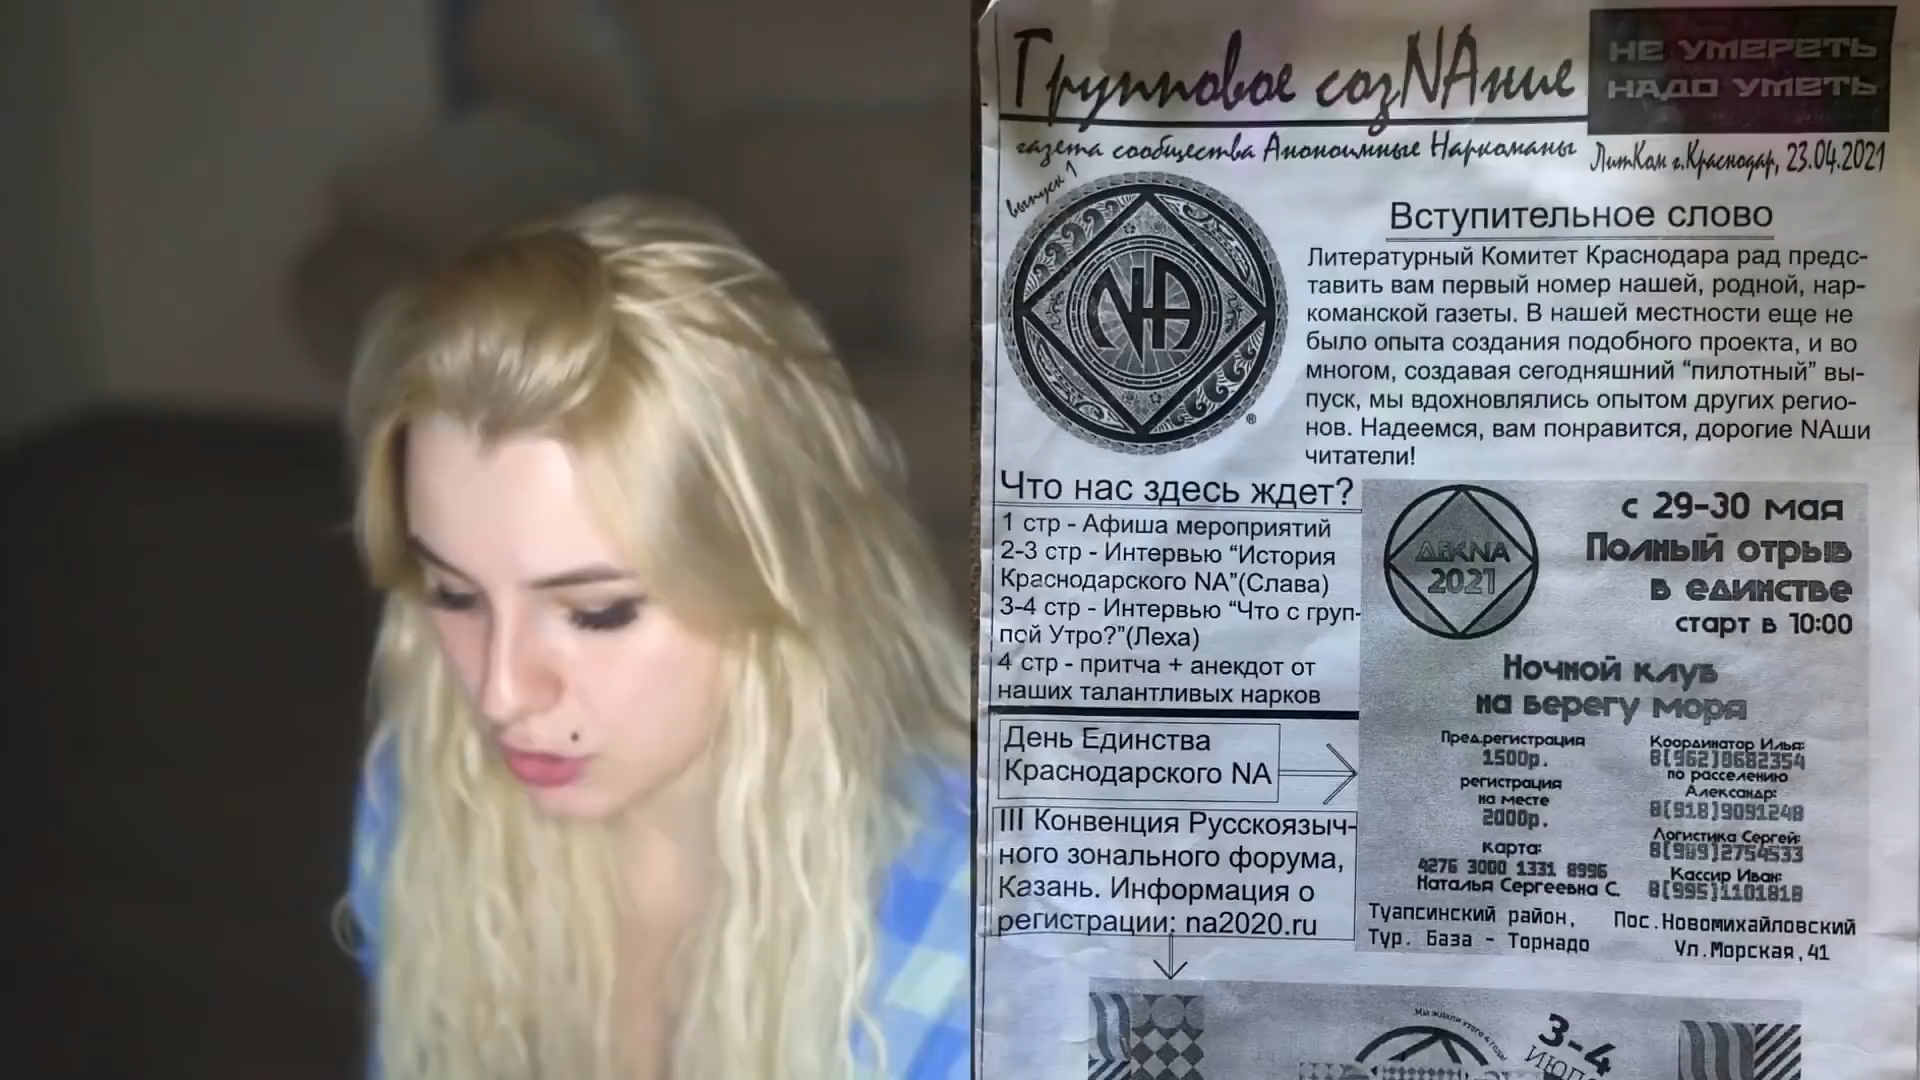 Групповое созNAние
НЕ УМЕРЕТЬ
НАДО УМЕТЬ
газета сообщества Анонимные Наркоманы
ЛитКом г.Краснодар, 23.04.2021
выпуск 1
NA
®
Вступительное слово
Литературный Комитет Краснодара рад предс-
тавить вам первый номер нашей, родной, нар-
команской газеты. В нашей местности еще не
было опыта создания подобного проекта, и во
многом, создавая сегодняшний “пилотный” вы-
пуск, мы вдохновлялись опытом других регио-
нов. Надеемся, вам понравится, дорогие NAши
читатели!
Что нас здесь ждет?
1 стр - Афиша мероприятий
2-3 стр - Интервью “История
Краснодарского NA”(Слава)
3-4 стр - Интервью “Что с груп-
пой Утро?”(Леха)
4 стр - притча + анекдот от
наших талантливых нарков
День Единства
Краснодарского NA
III Конвенция Русскоязыч-
ного зонального форума,
Казань. Информация о
регистрации: na2020.ru
ДЕКNA
2021
с 29-30 мая
Полный отрыв
в единстве
старт в 10:00
Ночной клуб
на берегу моря
Пред.регистрация
1500р.
регистрация
на месте
2000р.
карта:
4276 3000 1331 8996
Наталья Сергеевна С.
Координатор Илья:
8(962)8682354
по расселению
Александр:
8(918)9091248
Логистика Сергей:
8(989)2754533
Кассир Иван:
8(995)1101818
Туапсинский район, Пос.Новомихайловский
Тур. База - Торнадо Ул.Морская,41
Мы ждали этого 4 года!
3-4